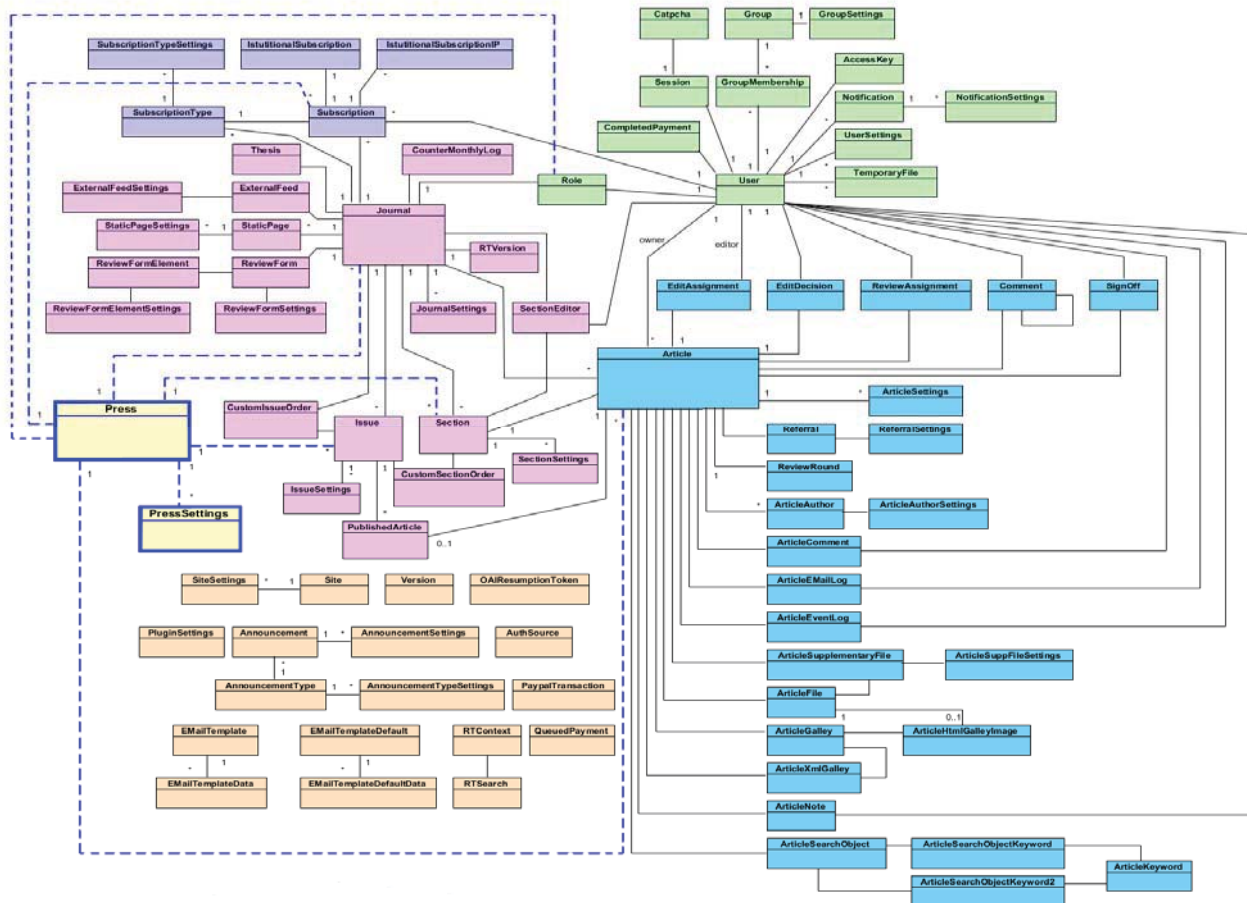 Catpcha
Group
GroupSettings
SubscriptionTypeSettings
IstutitionalSubscription
IstutitionalSubscriptionIP
AccessKey
Session
GroupMembership
Notification
NotificationSettings
SubscriptionType
Subscription
CompletedPayment
UserSettings
Thesis
CounterMonthlyLog
TemporaryFile
Role
User
ExternalFeedSettings
ExternalFeed
Journal
StaticPageSettings
StaticPage
owner
editor
RTVersion
ReviewFormElement
ReviewForm
EditAssignment
EditDecision
ReviewAssignment
Comment
SignOff
ReviewFormElementSettings
ReviewFormSettings
JournalSettings
SectionEditor
Article
ArticleSettings
Press
CustomIssueOrder
Issue
Section
Referral
ReferralSettings
SectionSettings
ReviewRound
CustomSectionOrder
IssueSettings
ArticleAuthor
ArticleAuthorSettings
PressSettings
PublishedArticle
0..1
ArticleComment
SiteSettings
Site
Version
OAIResumptionToken
ArticleEMailLog
ArticleEventLog
PluginSettings
Announcement
AnnouncementSettings
AuthSource
ArticleSupplementaryFile
ArticleSuppFileSettings
AnnouncementType
AnnouncementTypeSettings
PaypalTransaction
ArticleFile
0..1
EMailTemplate
EMailTemplateDefault
RTContext
QueuedPayment
ArticleGalley
ArticleHtmlGalleyImage
ArticleXmlGalley
EMailTemplateData
EMailTemplateDefaultData
RTSearch
ArticleNote
ArticleSearchObject
ArticleSearchObjectKeyword
ArticleKeyword
ArticleSearchObjectKeyword2